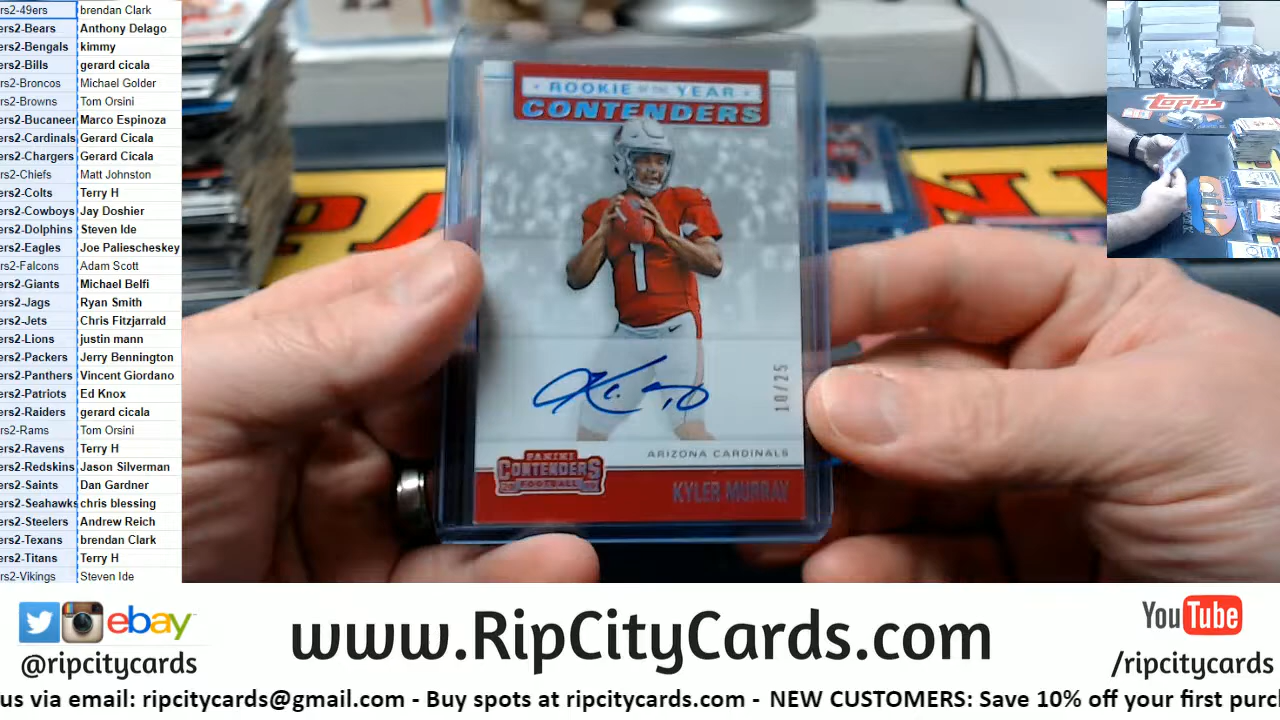 rs2-49ers brendan Clark
ers2-Bears Anthony Delago
ers2-Bengals kimmy
ers2-Bills gerard cicala
rs2-Broncos Michael Golder
rs2-Browns Tom Orsini
ers2-Bucaneer Marco Espinoza
ers2-Cardinals Gerard Cicala
ers2-Chargers Gerard Cicala
ers2-Chiefs Matt Johnston
ers2-Colts Terry H
ers2-Cowboys Jay Doshier
ers2-Dolphins Steven Ide
ers2-Eagles Joe Paliescheskey
rs2-Falcons Adam Scott
ers2-Giants Michael Belfi
ers2-Jags Ryan Smith
ers2-Jets Chris Fitzjarrald
ers2-Lions justin mann
ers2-Packers Jerry Bennington
ers2-Panthers Vincent Giordano
ers2-Patriots Ed Knox
ers2-Raiders gerard cicala
rs2-Rams Tom Orsini
ers2-Ravens Terry H
ers2-Redskins Jason Silverman
ers2-Saints Dan Gardner
ers2-Seahawks chris blessing
ers2-Steelers Andrew Reich
ers2-Texans brendan Clark
ers2-Titans Terry H
rs2-Vikings Steven Ide
ROOKIE OF THE YEAR
CONTENDERS
1
10/25
ARIZONA CARDINALS
PANINI
CONTENDERS
FOOTBALL
KYLER MURRAY
Topps
ebay
@ripcitycards
www.RipCityCards.com
YouTube
/ripcitycards
us via email: ripcitycards@gmail.com - Buy spots at ripcitycards.com - NEW CUSTOMERS: Save 10% off your first purc